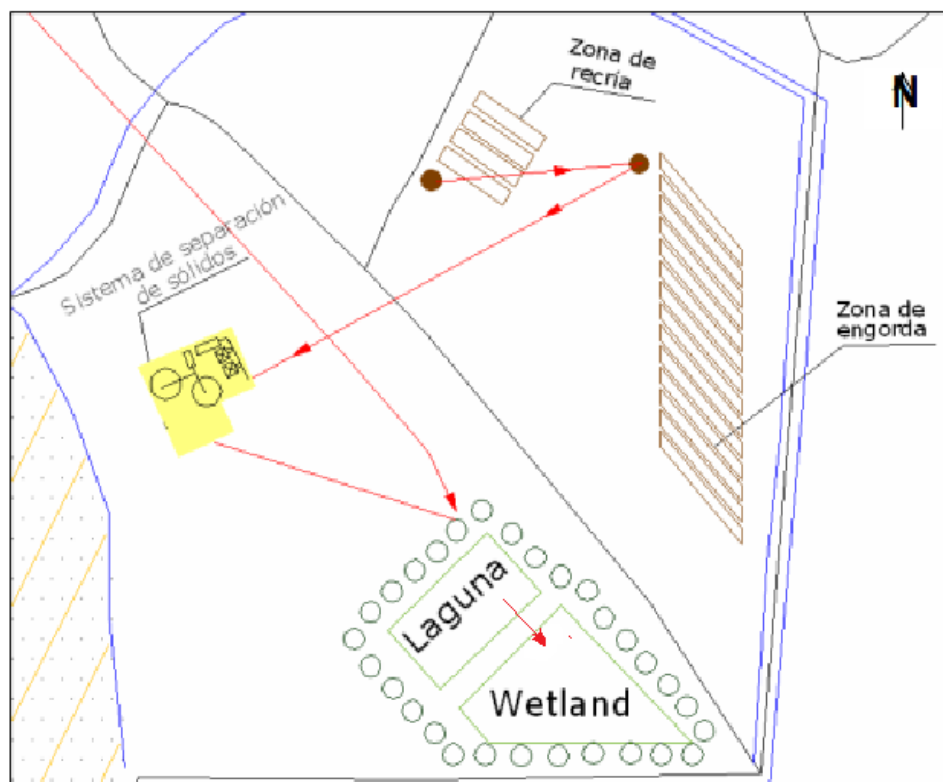 Zona de
recría
N
Sistema de separación
de sólidos.
Zona de
engorda
Laguna
Wetland